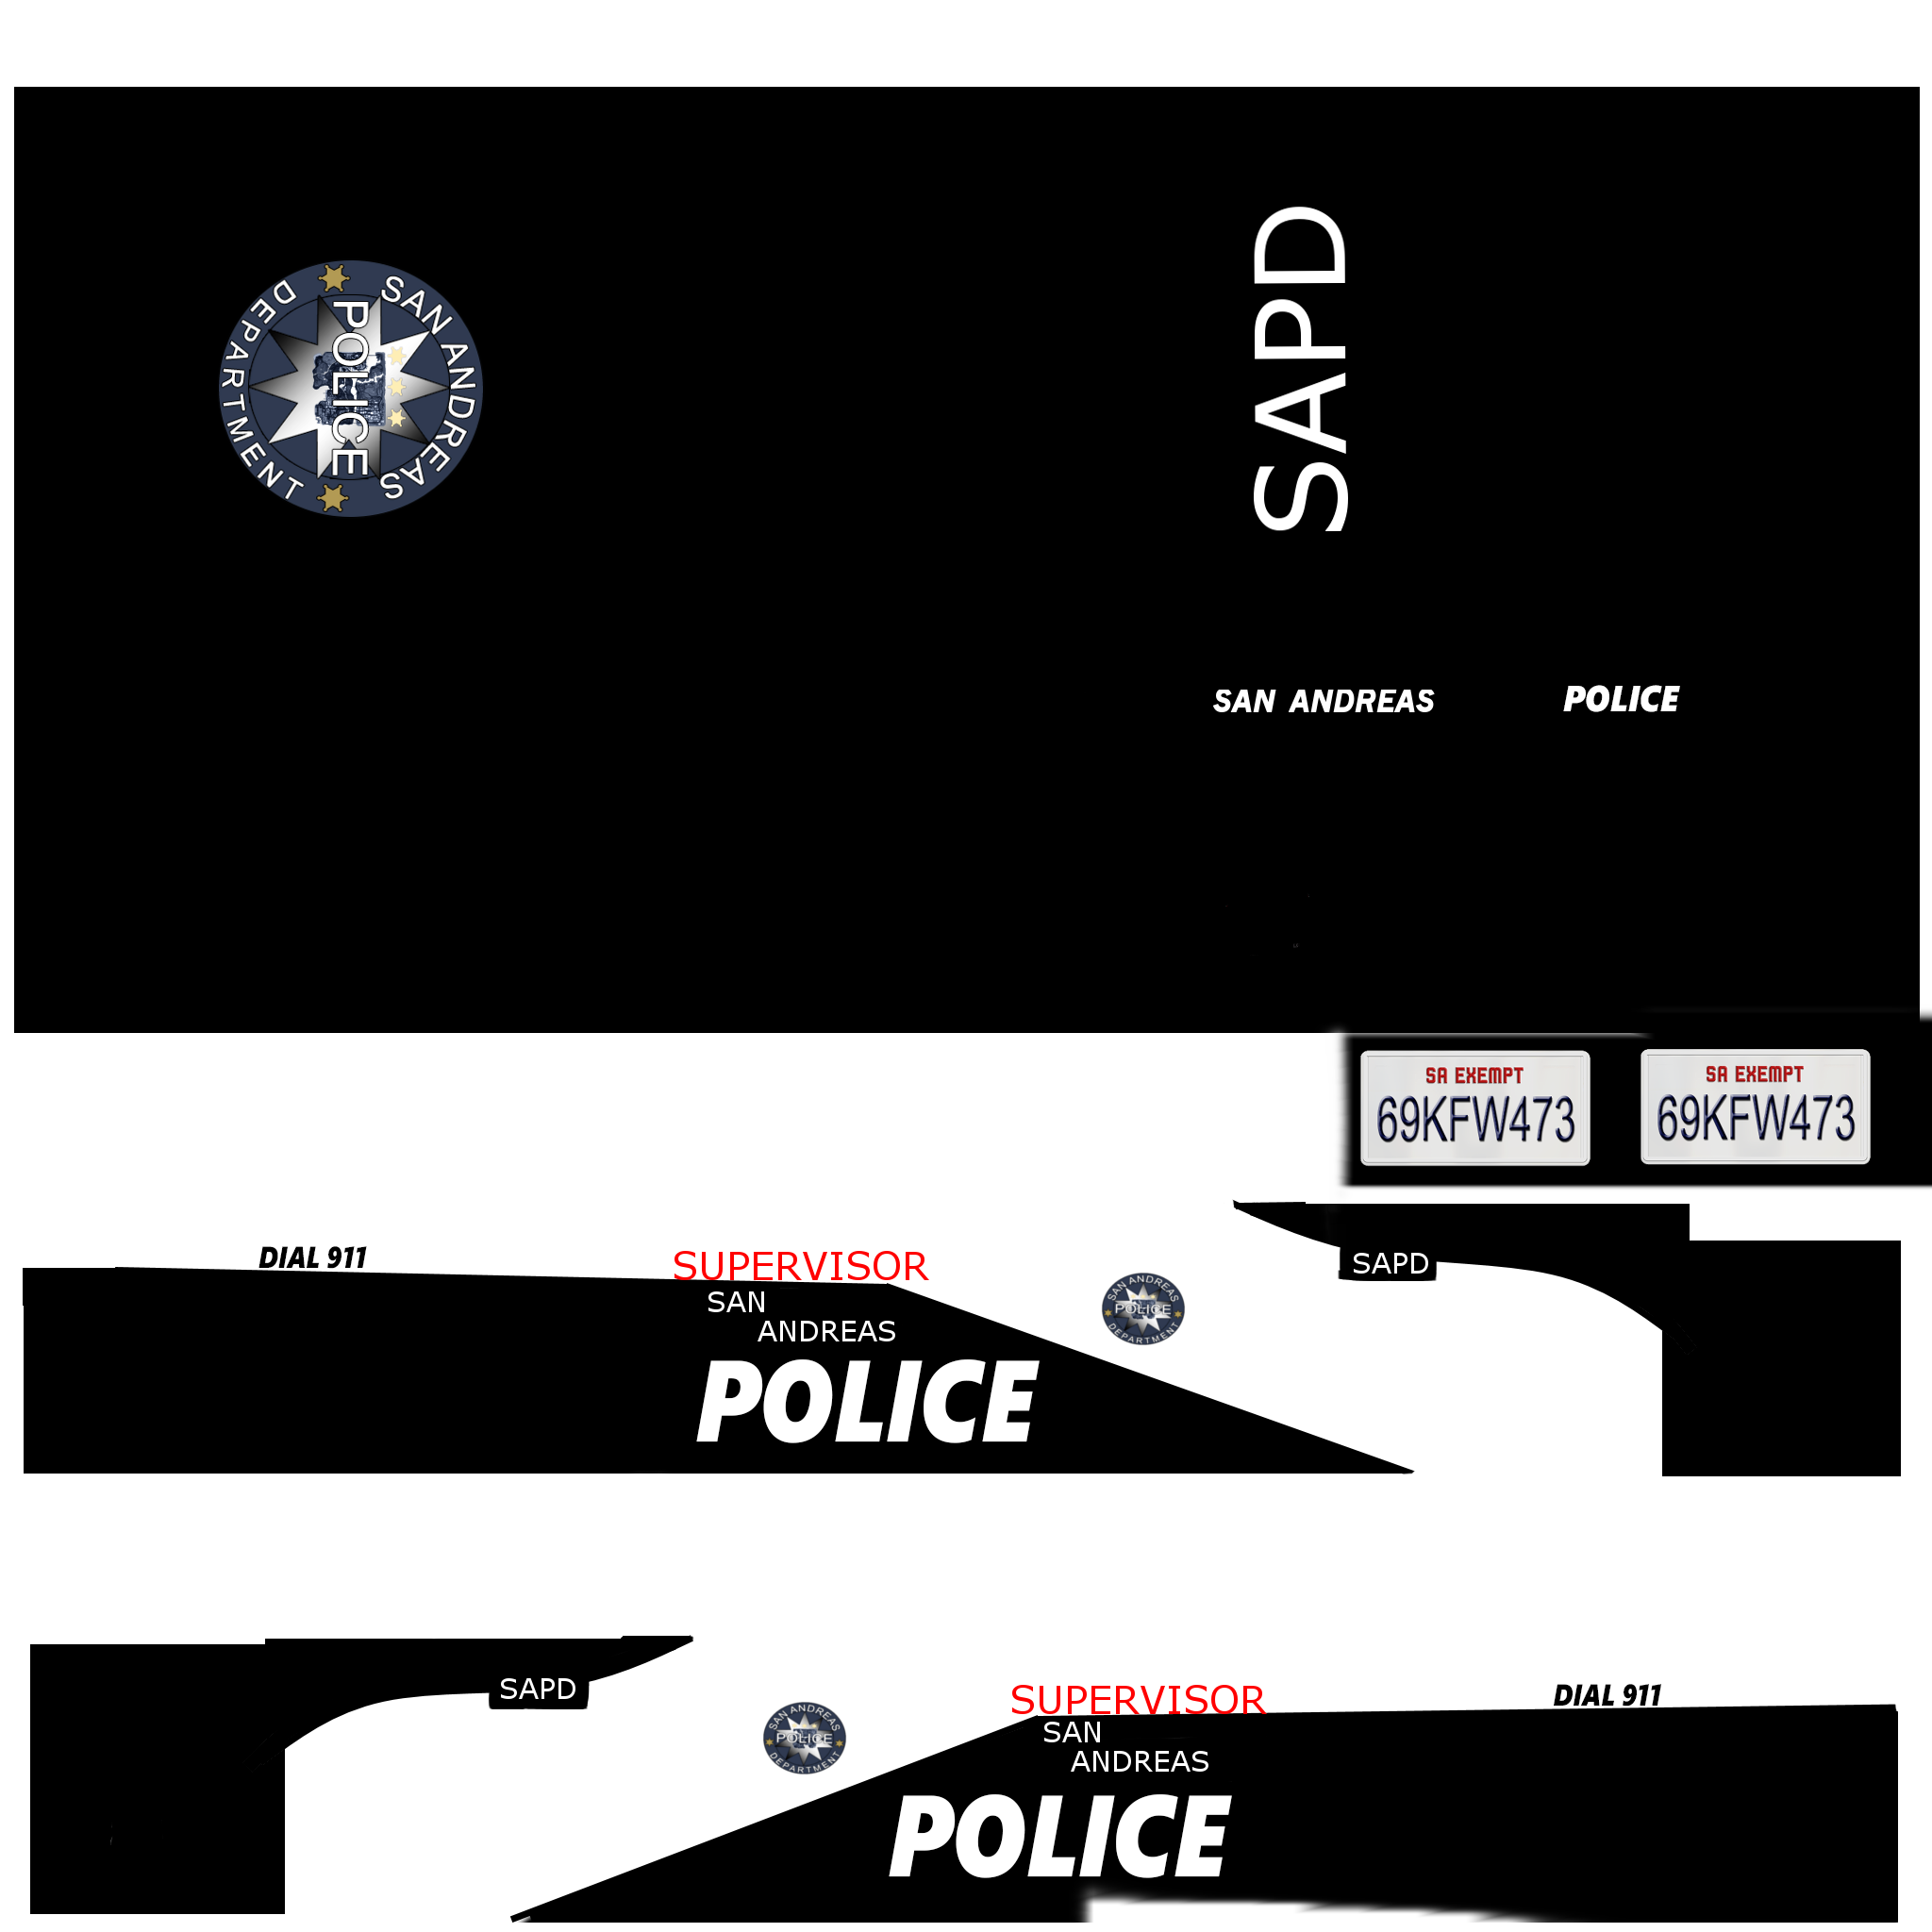 SAN ANDREAS
POLICE
DEPARTMENT
SAPD
SAN ANDREAS POLICE
SA EXEMPT SA EXEMPT
69KFW473 69KFW473
DIAL 911
SUPERVISOR
SAPD
SAN
ANDREAS
SAN ANDREAS
POLICE
DEPARTMENT
POLICE
SAPD
SUPERVISOR
DIAL 911
SAN ANDREAS
POLICE
DEPARTMENT
SAN
ANDREAS
POLICE